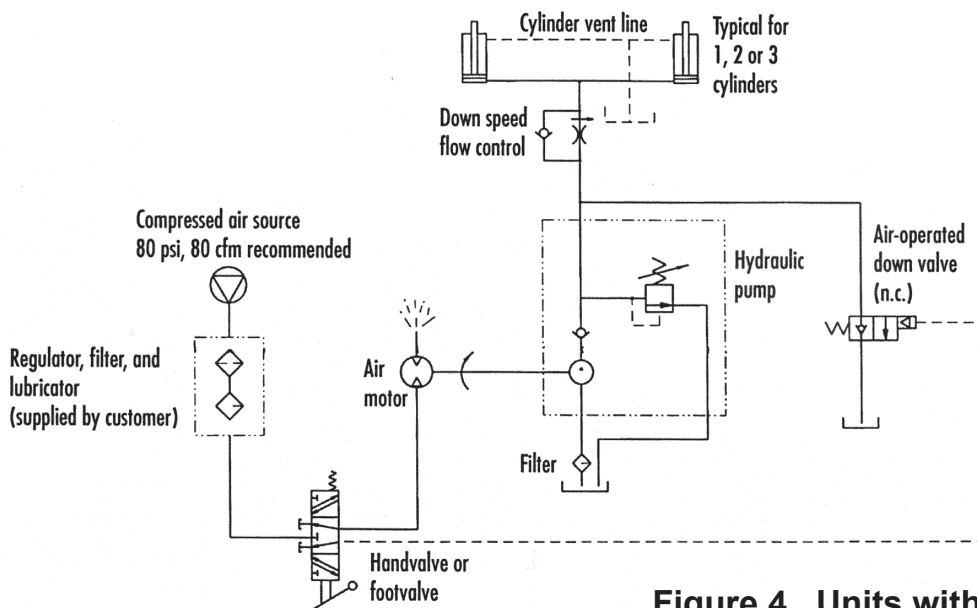 Cylinder vent line
Typical for
1, 2 or 3
cylinders
Down speed
flow control
Compressed air source
80 psi, 80 cfm recommended
Hydraulic
pump
Air-operated
down valve
(n.c.)
Regulator, filter, and
lubricator
(supplied by customer)
Air
motor
Filter
Handvalve or
footvalve
Figure 4. Units with